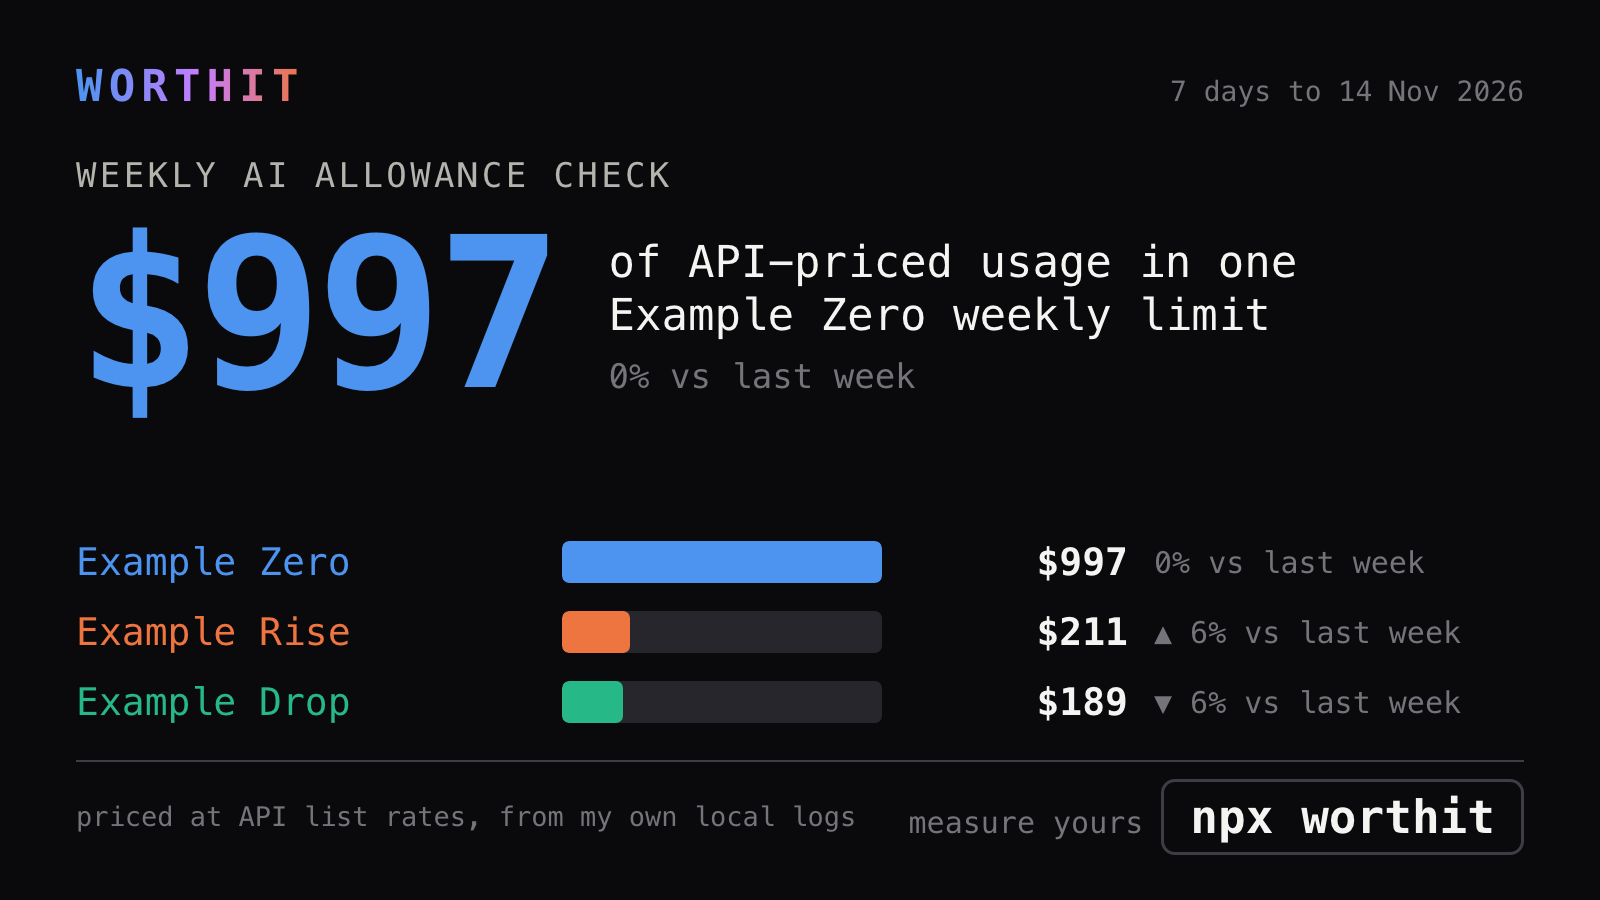 WORTHIT
7 days to 14 Nov 2026
WEEKLY AI ALLOWANCE CHECK
$997
of API–priced usage in one
Example Zero weekly limit
0% vs last week
Example Zero $997 0% vs last week
Example Rise $211 ▲ 6% vs last week
Example Drop $189 ▼ 6% vs last week
priced at API list rates, from my own local logs
measure yours
npx worthit